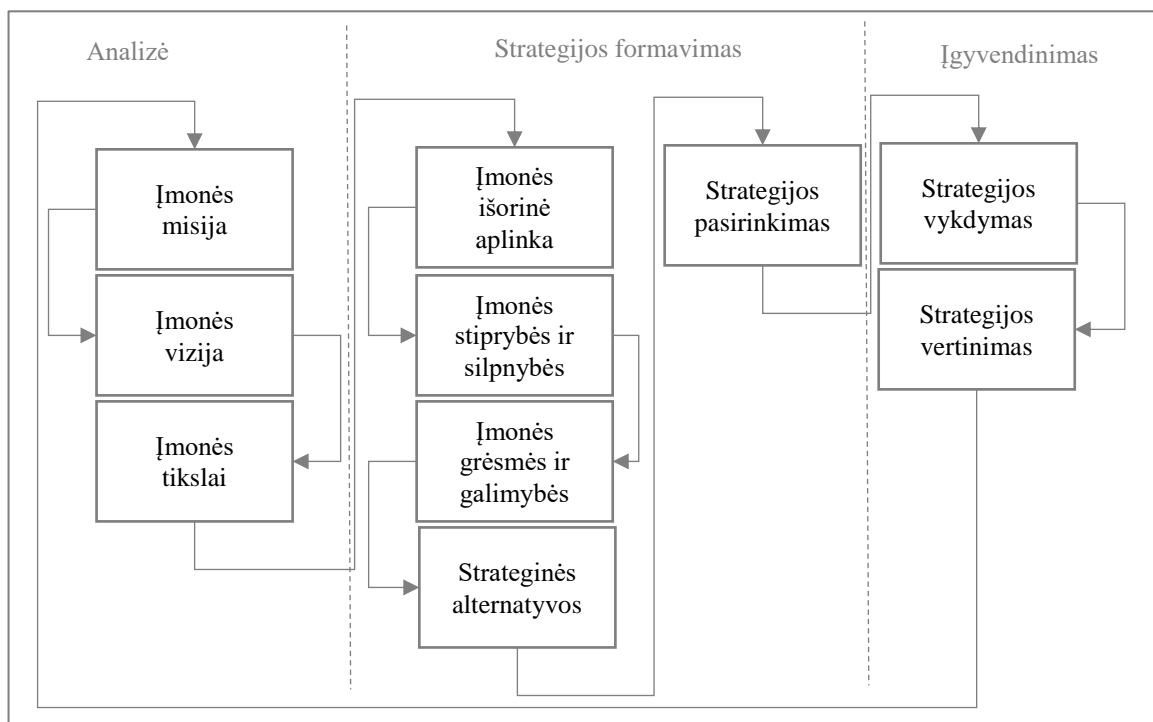 Analizė
Strategijos formavimas
Įgyvendinimas
Įmonės
misija
Įmonės
vizija
Įmonės
tikslai
Įmonės
išorinė
aplinka
Įmonės
stiprybės ir
silpnybės
Įmonės
grėsmės ir
galimybės
Strateginės
alternatyvos
Strategijos
pasirinkimas
Strategijos
vykdymas
Strategijos
vertinimas